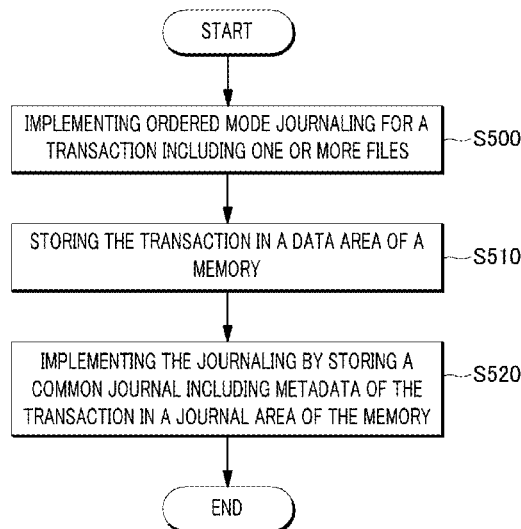 START
IMPLEMENTING ORDERED MODE JOURNALING FOR A
TRANSACTION INCLUDING ONE OR MORE FILES
S500
STORING THE TRANSACTION IN A DATA AREA OF A
MEMORY
S510
IMPLEMENTING THE JOURNALING BY STORING A
COMMON JOURNAL INCLUDING METADATA OF THE
TRANSACTION IN A JOURNAL AREA OF THE MEMORY
S520
END